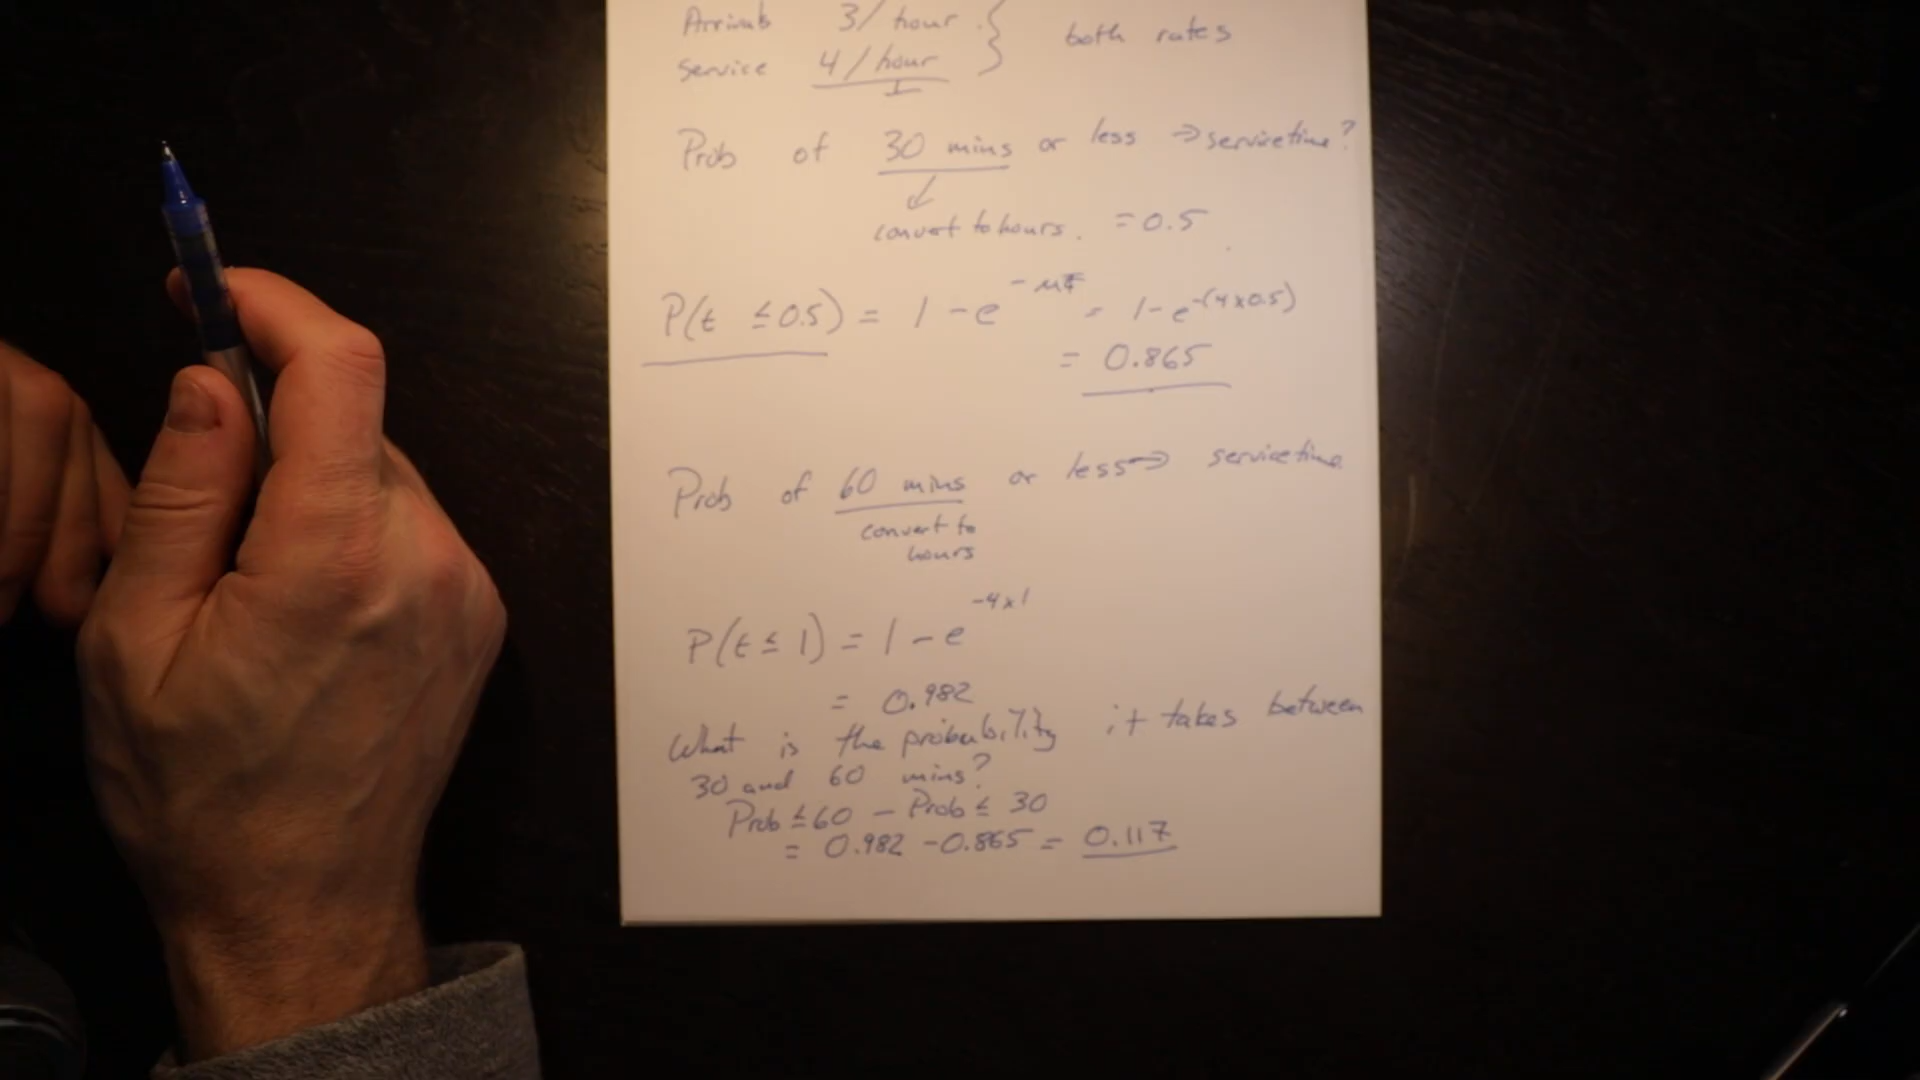 Arrivals 3/hour } both rates
Service 4/hour
Prob of 30 mins or less → service time?
convert to hours. = 0.5
P(t ≤ 0.5) = 1 - e^-μt = 1 - e^-(4x0.5)
= 0.865
Prob of 60 mins or less → service time
convert to
hours
P(t ≤ 1) = 1 - e^-4x1
= 0.982
What is the probability it takes between
30 and 60 mins?
Prob ≤ 60 - Prob ≤ 30
= 0.982 - 0.865 = 0.117